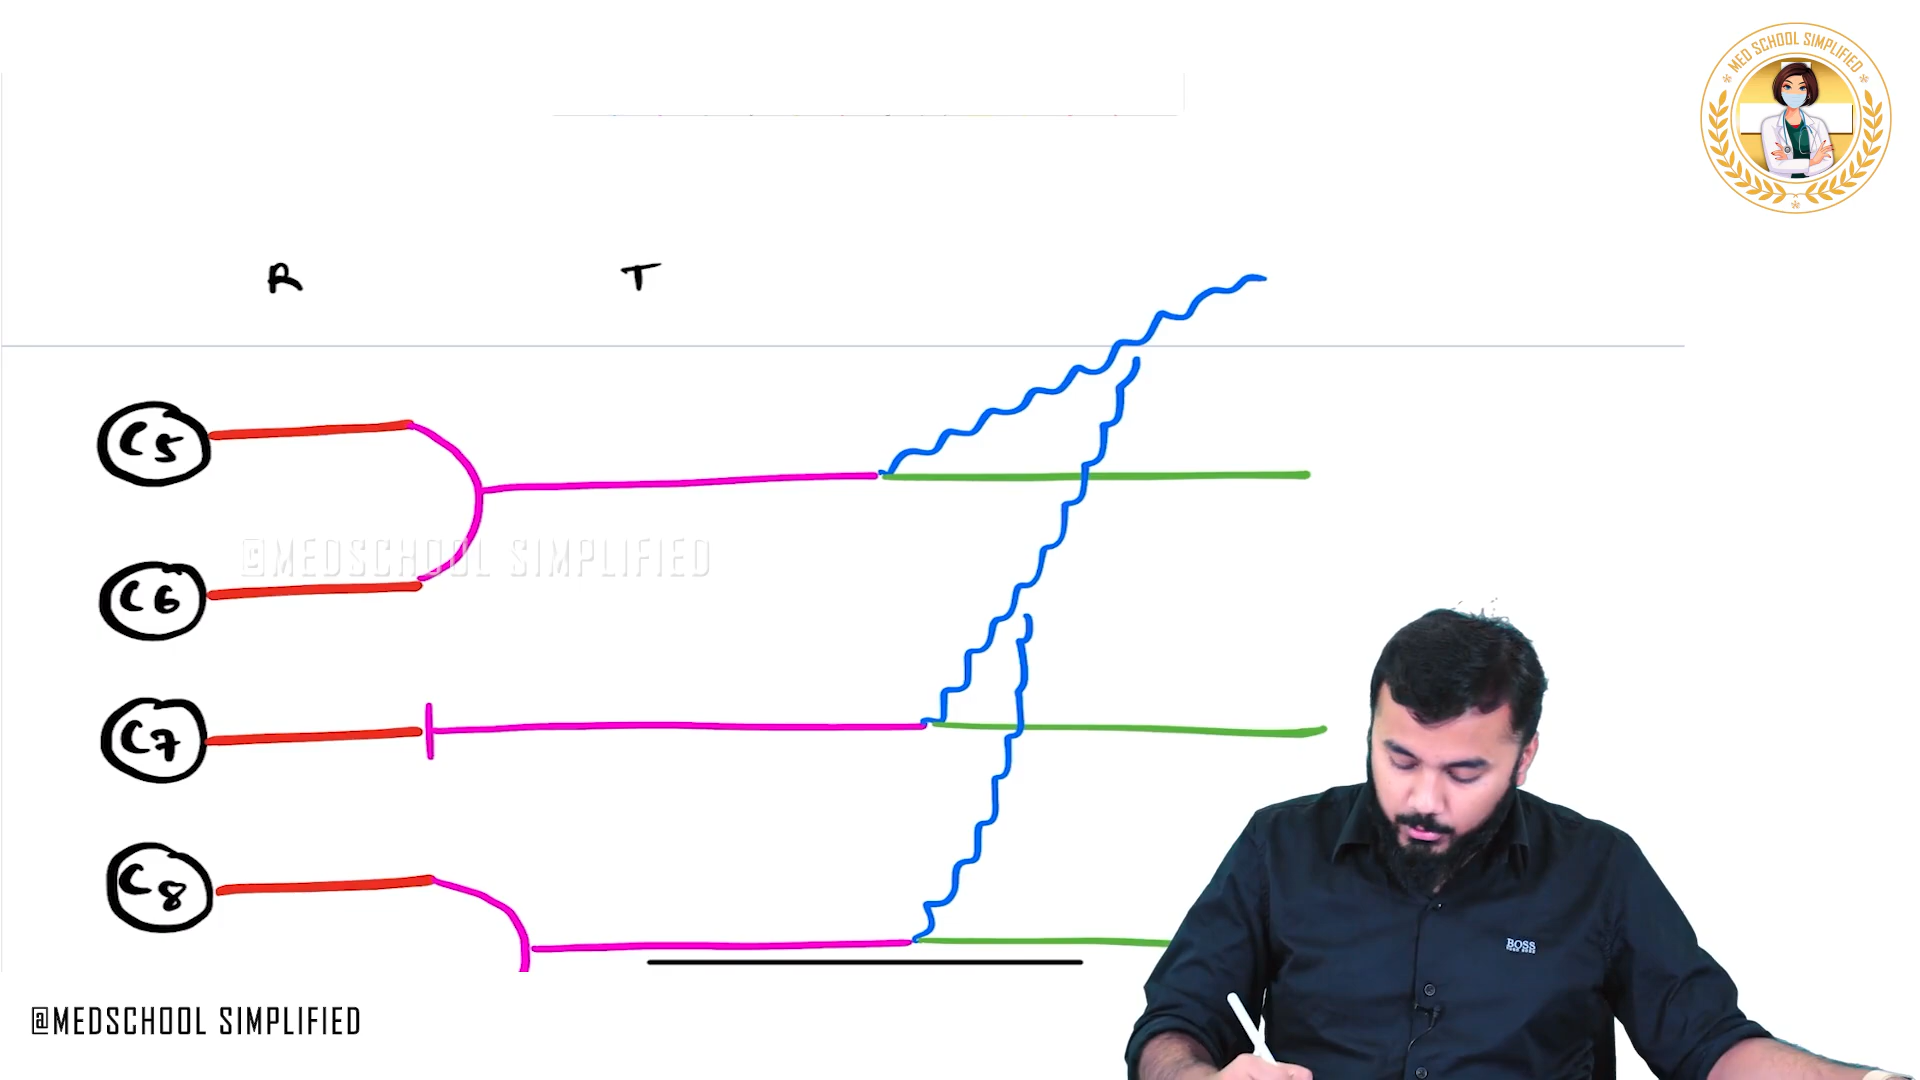 MED SCHOOL SIMPLIFIED
R T
C5
@MEDSCHOOL SIMPLIFIED
C6
C7
C8
BOSS
@MEDSCHOOL SIMPLIFIED